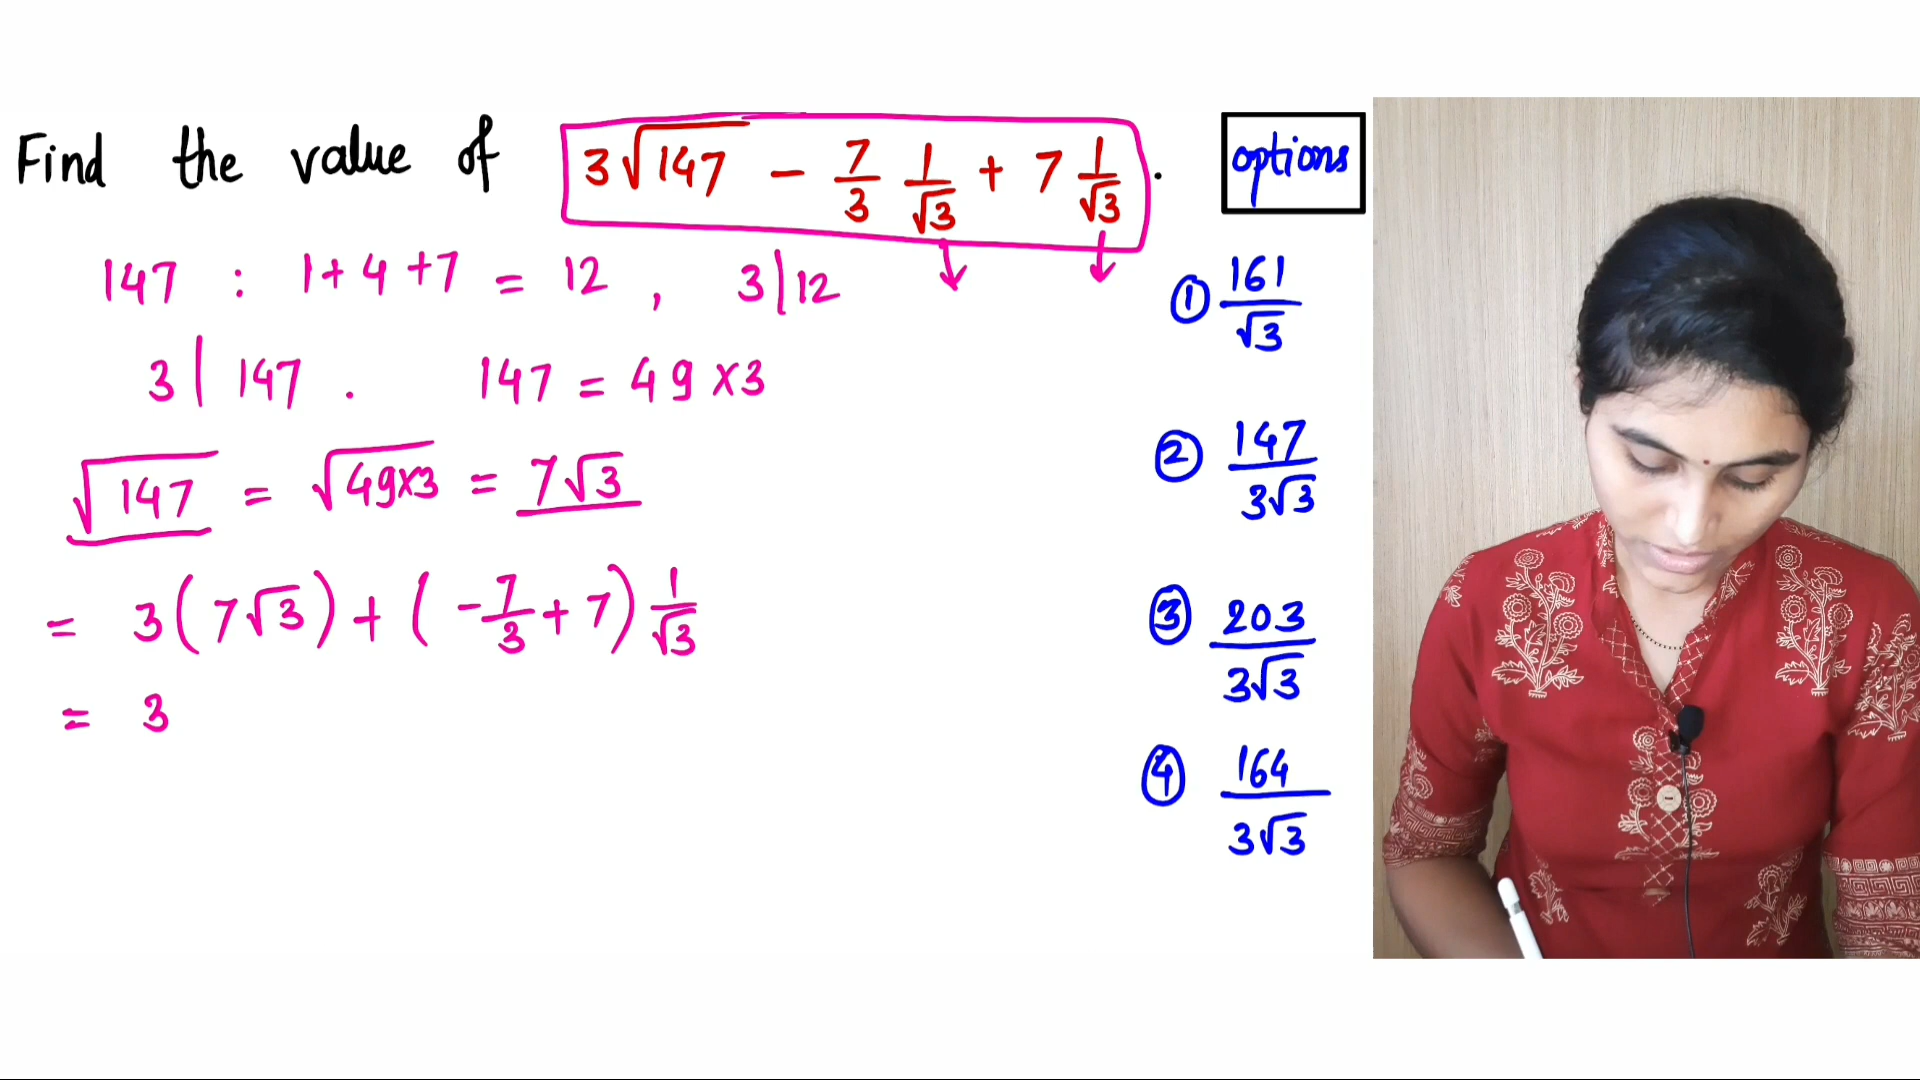 Find the value of 3√147 - 7/3 1/√3 + 7 1/√3 .
options
147 : 1+4+7 = 12 , 3|12
3 | 147 . 147 = 49 x3
√147 = √49x3 = 7√3
= 3(7√3) + (-7/3 + 7) 1/√3
= 3
① 161/√3
② 147/3√3
③ 203/3√3
④ 164/3√3